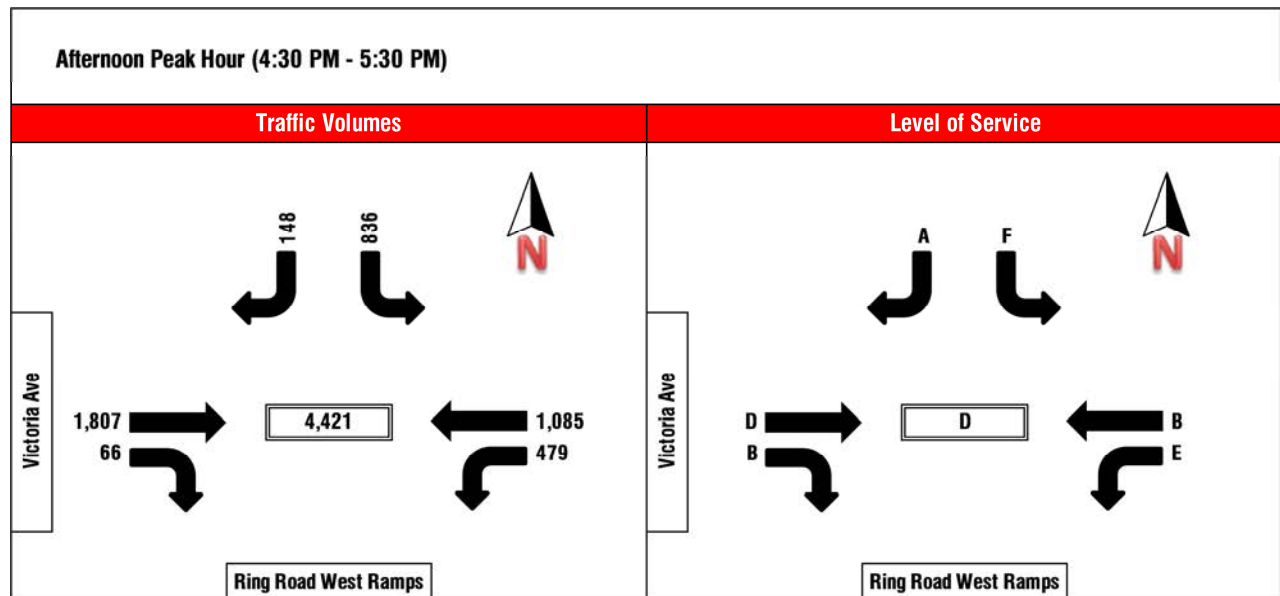 Afternoon Peak Hour (4:30 PM - 5:30 PM)
Traffic Volumes
148
836
N
1,807
4,421
1,085
66
479
Victoria Ave
Ring Road West Ramps
Level of Service
A
F
N
D
D
B
B
E
Victoria Ave
Ring Road West Ramps